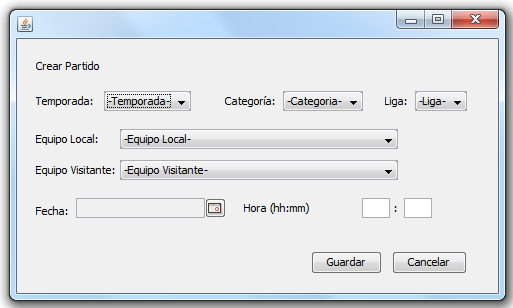 Crear Partido
Temporada: -Temporada- Categoría: -Categoria- Liga: -Liga-
Equipo Local: -Equipo Local-
Equipo Visitante: -Equipo Visitante-
Fecha: Hora (hh:mm) :
Guardar Cancelar